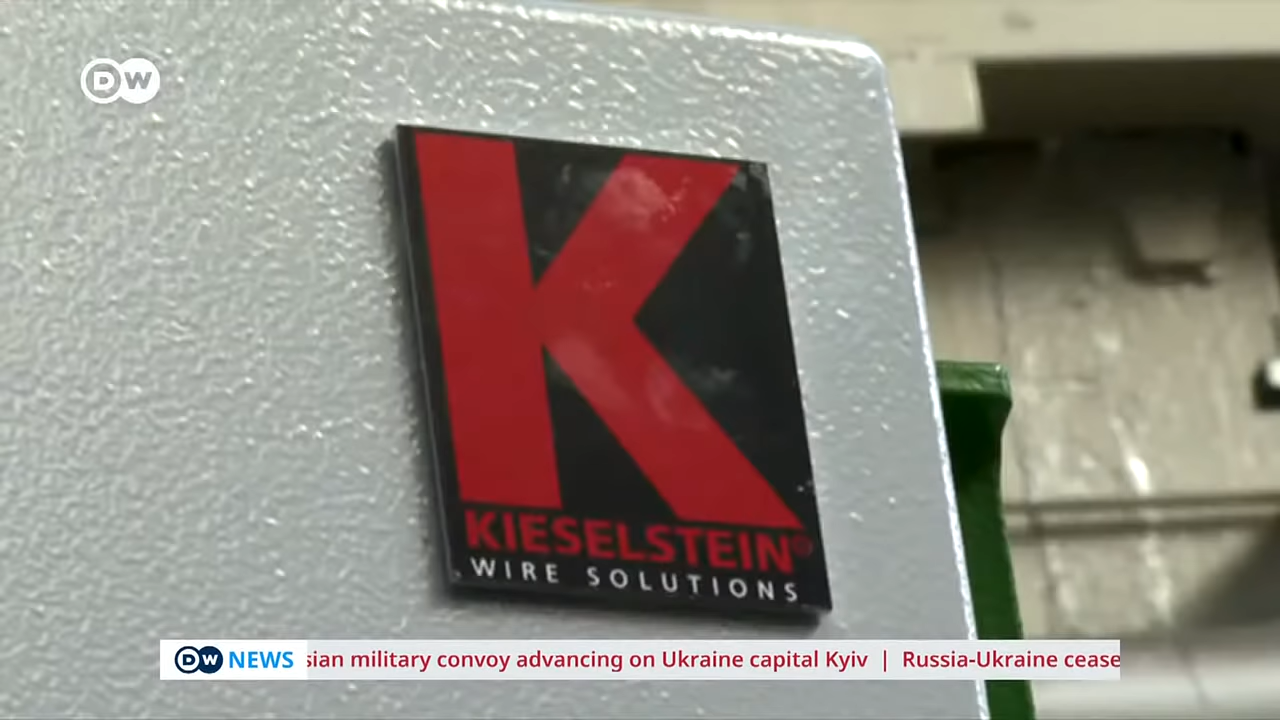 DW
K
KIESELSTEIN®
WIRE SOLUTIONS
DW NEWS sian military convoy advancing on Ukraine capital Kyiv | Russia-Ukraine cease